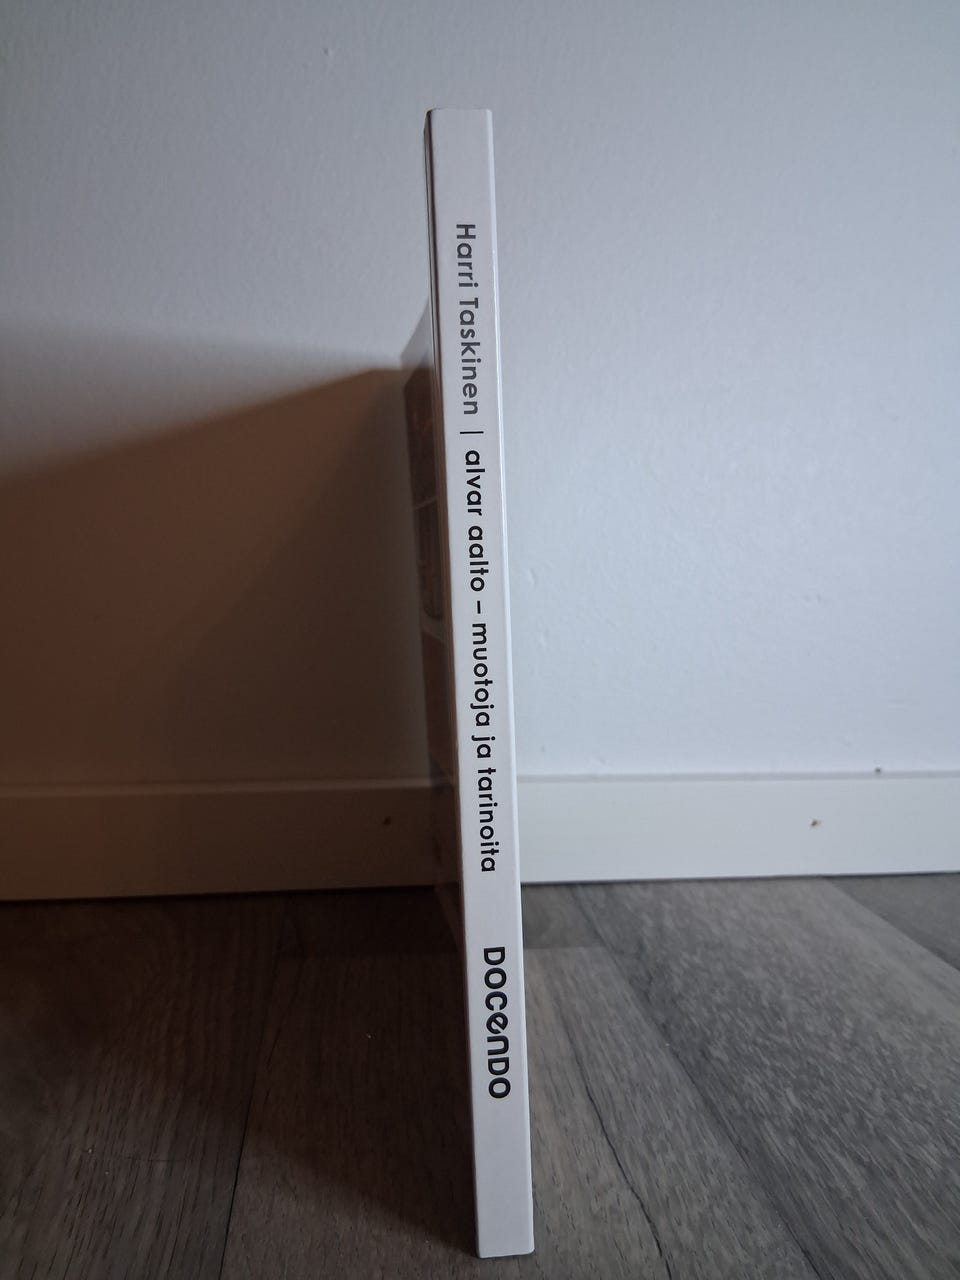 Harri Taskinen | alvar aalto – muotoja ja tarinoita
DOCENDO